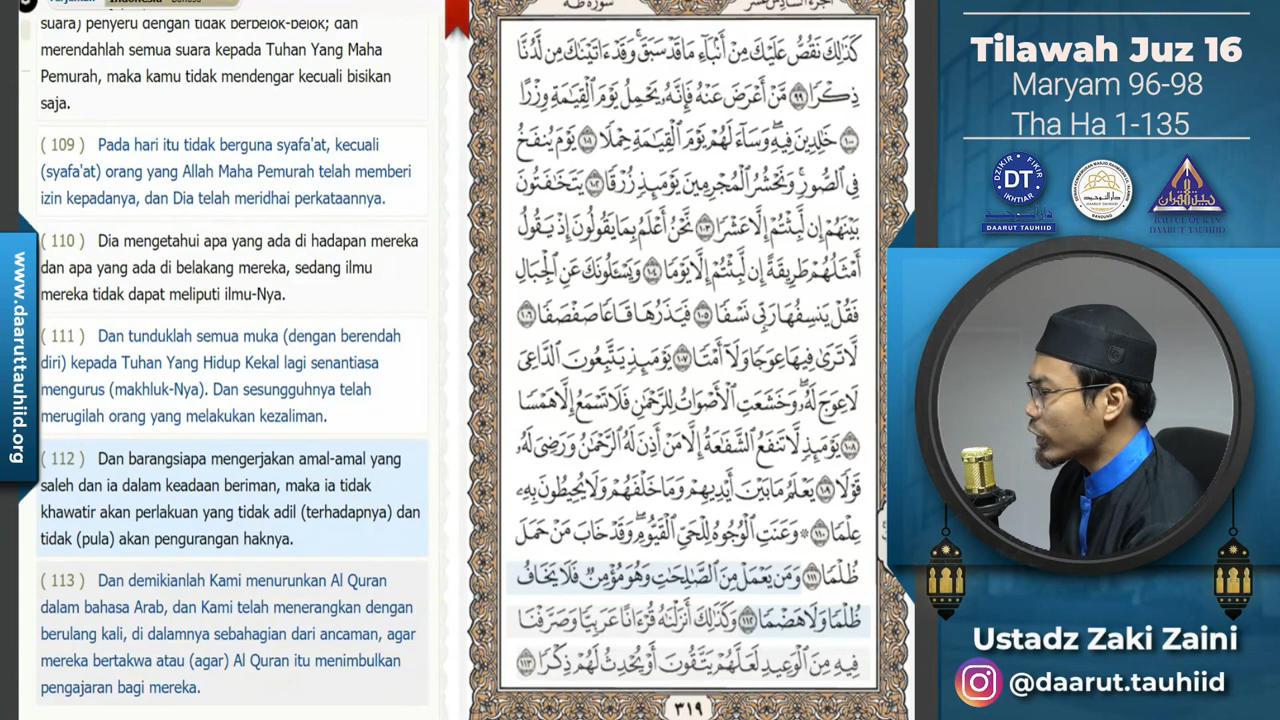 suara) penyeru dengan tidak berbelok-belok; dan
merendahlah semua suara kepada Tuhan Yang Maha
Pemurah, maka kamu tidak mendengar kecuali bisikan
saja.
( 109 ) Pada hari itu tidak berguna syafa'at, kecuali
(syafa'at) orang yang Allah Maha Pemurah telah memberi
izin kepadanya, dan Dia telah meridhai perkataannya.
( 110 ) Dia mengetahui apa yang ada di hadapan mereka
dan apa yang ada di belakang mereka, sedang ilmu
mereka tidak dapat meliputi ilmu-Nya.
( 111 ) Dan tunduklah semua muka (dengan berendah
diri) kepada Tuhan Yang Hidup Kekal lagi senantiasa
mengurus (makhluk-Nya). Dan sesungguhnya telah
merugilah orang yang melakukan kezaliman.
( 112 ) Dan barangsiapa mengerjakan amal-amal yang
saleh dan ia dalam keadaan beriman, maka ia tidak
khawatir akan perlakuan yang tidak adil (terhadapnya) dan
tidak (pula) akan pengurangan haknya.
( 113 ) Dan demikianlah Kami menurunkan Al Quran
dalam bahasa Arab, dan Kami telah menerangkan dengan
berulang kali, di dalamnya sebahagian dari ancaman, agar
mereka bertakwa atau (agar) Al Quran itu menimbulkan
pengajaran bagi mereka.
www.daaruttauhiid.org
كَذَٰلِكَ نَقُصُّ عَلَيْكَ مِنْ أَنۢبَآءِ مَا قَدْ سَبَقَ ۚ وَقَدْ ءَاتَيْنَٰكَ مِن لَّدُنَّا
ذِكْرًا ٩٩ مَّنْ أَعْرَضَ عَنْهُ فَإِنَّهُۥ يَحْمِلُ يَوْمَ ٱلْقِيَٰمَةِ وِزْرًا
١٠٠ خَٰلِدِينَ فِيهِ ۖ وَسَآءَ لَهُمْ يَوْمَ ٱلْقِيَٰمَةِ حِمْلًا ١٠١ يَوْمَ يُنفَخُ
فِى ٱلصُّورِ ۚ وَنَحْشُرُ ٱلْمُجْرِمِينَ يَوْمَئِذٍ زُرْقًا ١٠٢ يَتَخَٰفَتُونَ
بَيْنَهُمْ إِن لَّبِثْتُمْ إِلَّا عَشْرًا ١٠٣ نَّحْنُ أَعْلَمُ بِمَا يَقُولُونَ إِذْ يَقُولُ
أَمْثَلُهُمْ طَرِيقَةً إِن لَّبِثْتُمْ إِلَّا يَوْمًا ١٠٤ وَيَسْـَٔلُونَكَ عَنِ ٱلْجِبَالِ
فَقُلْ يَنسِفُهَا رَبِّى نَسْفًا ١٠٥ فَيَذَرُهَا قَاعًا صَفْصَفًا ١٠٦
لَّا تَرَىٰ فِيهَا عِوَجًا وَلَآ أَمْتًا ١٠٧ يَوْمَئِذٍ يَتَّبِعُونَ ٱلدَّاعِىَ
لَا عِوَجَ لَهُۥ ۖ وَخَشَعَتِ ٱلْأَصْوَاتُ لِلرَّحْمَٰنِ فَلَا تَسْمَعُ إِلَّا هَمْسًا
١٠٨ يَوْمَئِذٍ لَّا تَنفَعُ ٱلشَّفَٰعَةُ إِلَّا مَنْ أَذِنَ لَهُ ٱلرَّحْمَٰنُ وَرَضِىَ لَهُۥ
قَوْلًا ١٠٩ يَعْلَمُ مَا بَيْنَ أَيْدِيهِمْ وَمَا خَلْفَهُمْ وَلَا يُحِيطُونَ بِهِۦ
عِلْمًا ١١٠ ۞ وَعَنَتِ ٱلْوُجُوهُ لِلْحَىِّ ٱلْقَيُّومِ ۖ وَقَدْ خَابَ مَنْ حَمَلَ
ظُلْمًا ١١١ وَمَن يَعْمَلْ مِنَ ٱلصَّٰلِحَٰتِ وَهُوَ مُؤْمِنٌ فَلَا يَخَافُ
ظُلْمًا وَلَا هَضْمًا ١١٢ وَكَذَٰلِكَ أَنزَلْنَٰهُ قُرْءَانًا عَرَبِيًّا وَصَرَّفْنَا
فِيهِ مِنَ ٱلْوَعِيدِ لَعَلَّهُمْ يَتَّقُونَ أَوْ يُحْدِثُ لَهُمْ ذِكْرًا ١١٣
٣١٩
Tilawah Juz 16
Maryam 96-98
Tha Ha 1-135
DZIKIR FIKIR
DT
IKHTIAR
DAARUT TAUHIID
BAITUL QUR'AN
DAARUT TAUHIID
Ustadz Zaki Zaini
@daarut.tauhiid